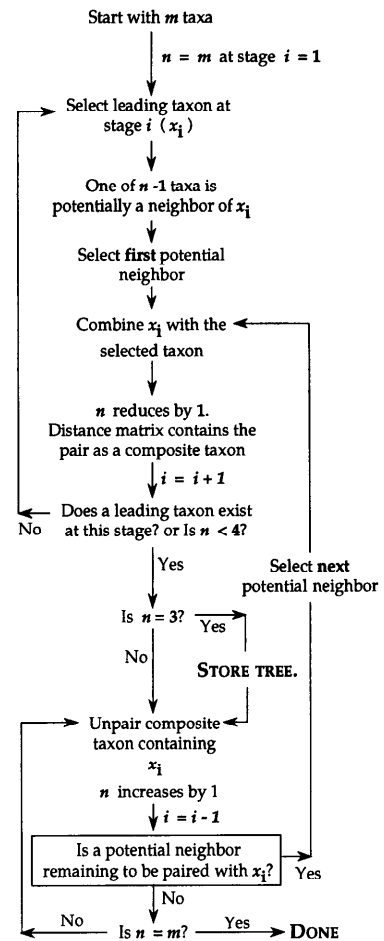 Start with m taxa
n = m at stage i = 1
Select leading taxon at
stage i ( xi )
One of n -1 taxa is
potentially a neighbor of xi
Select first potential
neighbor
Combine xi with the
selected taxon
n reduces by 1.
Distance matrix contains the
pair as a composite taxon
i = i + 1
Does a leading taxon exist
at this stage? or Is n < 4?
No
Yes
Select next
potential neighbor
Is n = 3?
Yes
No
STORE TREE.
Unpair composite
taxon containing
xi
n increases by 1
i = i - 1
Is a potential neighbor
remaining to be paired with xi?
Yes
No
No
Is n = m?
Yes
DONE